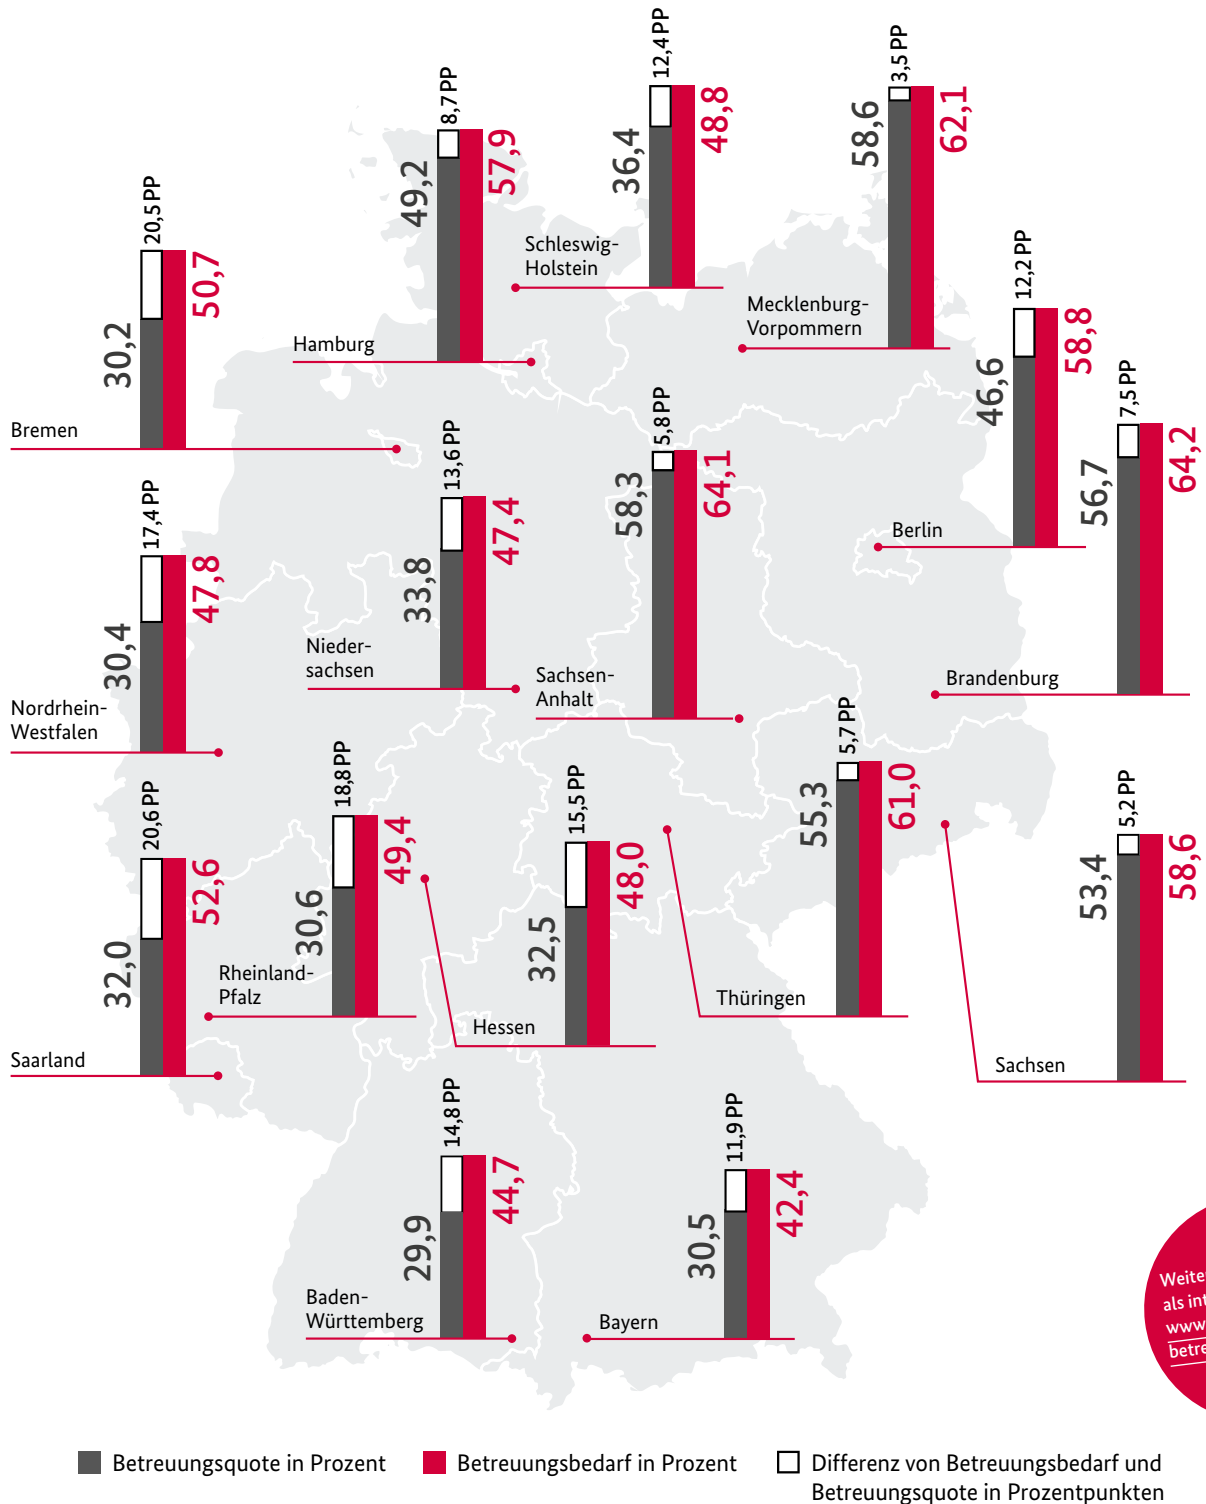 12,4 PP
36,4
48,8
Schleswig-
Holstein
3,5 PP
58,6
62,1
Mecklenburg-
Vorpommern
8,7 PP
49,2
57,9
Hamburg
20,5 PP
30,2
50,7
Bremen
12,2 PP
46,6
58,8
Berlin
7,5 PP
56,7
64,2
Brandenburg
5,8 PP
58,3
64,1
Sachsen-
Anhalt
13,6 PP
33,8
47,4
Nieder-
sachsen
17,4 PP
30,4
47,8
Nordrhein-
Westfalen
5,7 PP
55,3
61,0
Thüringen
5,2 PP
53,4
58,6
Sachsen
15,5 PP
32,5
48,0
Hessen
18,8 PP
30,6
49,4
Rheinland-
Pfalz
20,6 PP
32,0
52,6
Saarland
14,8 PP
29,9
44,7
Baden-
Württemberg
11,9 PP
30,5
42,4
Bayern
als
www
Betreuungsquote in Prozent
Betreuungsbedarf in Prozent
Differenz von Betreuungsbedarf und
Betreuungsquote in Prozentpunkten